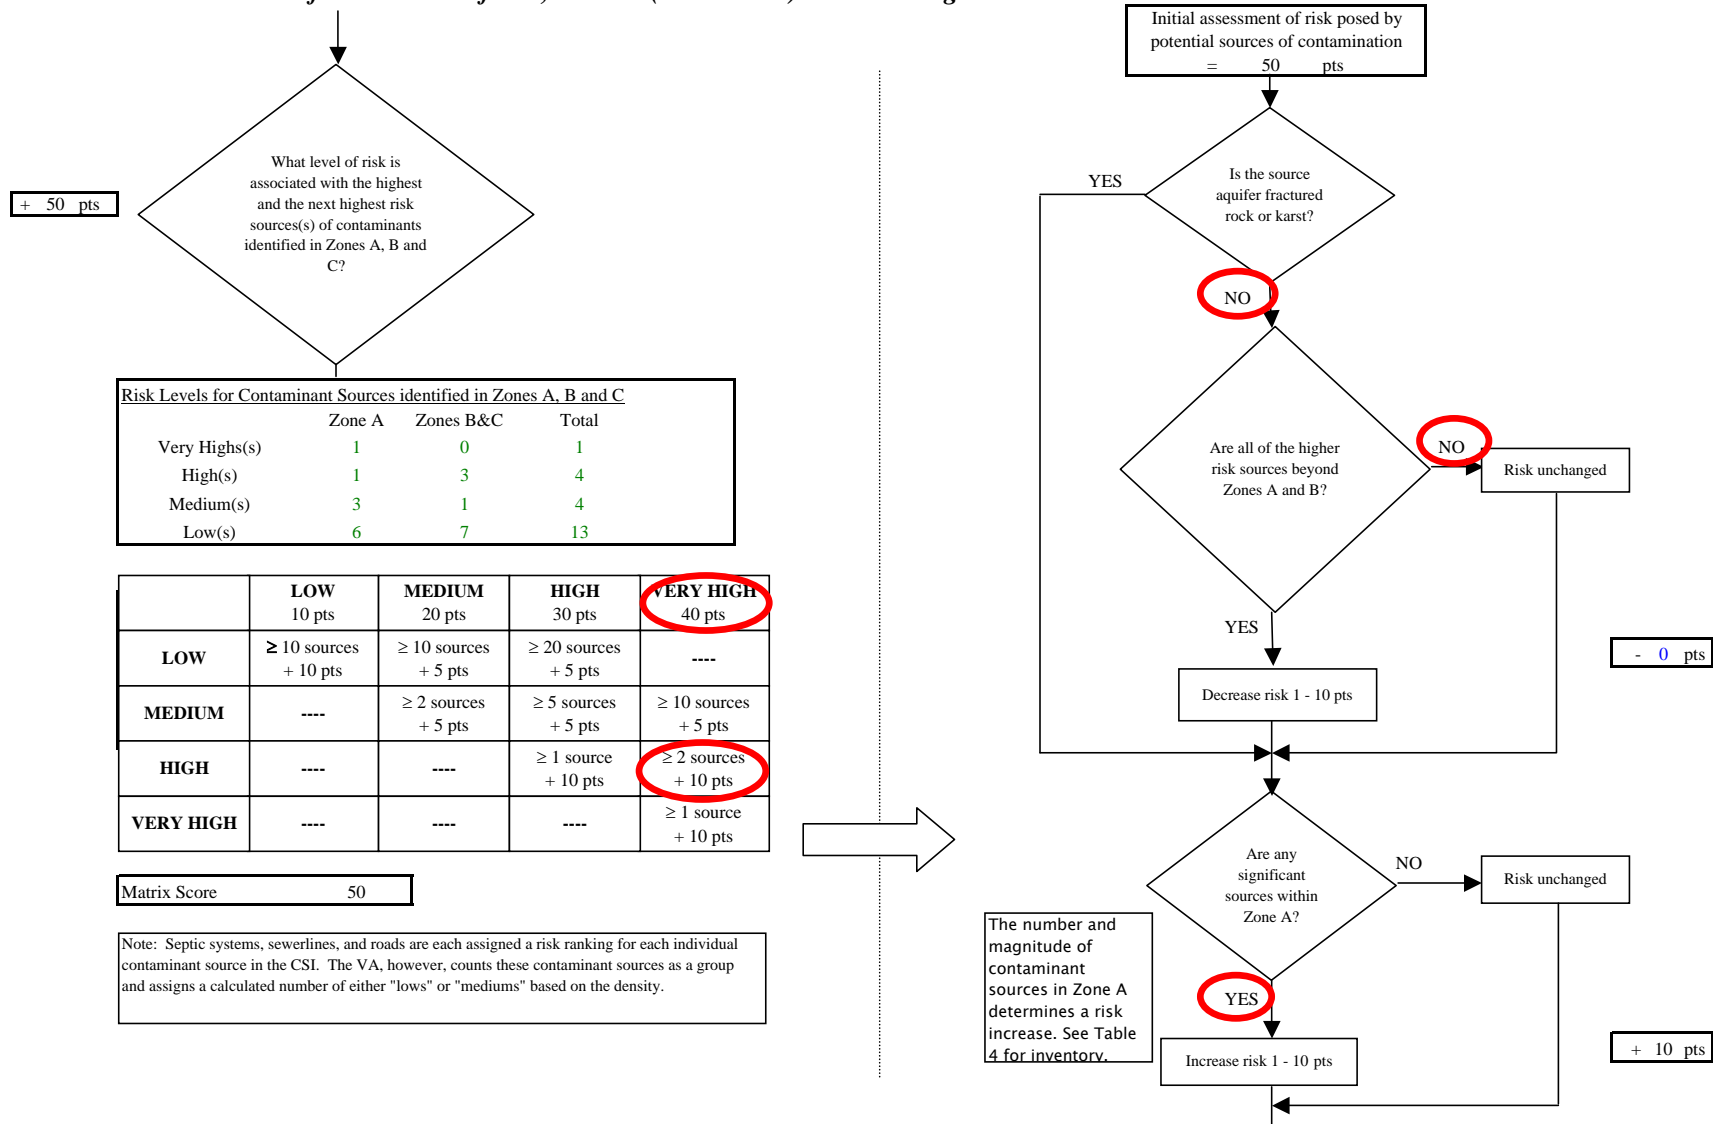 + 50 pts
What level of risk is
associated with the highest
and the next highest risk
sources(s) of contaminants
identified in Zones A, B and
C?
Risk Levels for Contaminant Sources identified in Zones A, B and C
Zone A Zones B&C Total
Very Highs(s) 1 0 1
High(s) 1 3 4
Medium(s) 3 1 4
Low(s) 6 7 13
LOW MEDIUM HIGH VERY HIGH
10 pts 20 pts 30 pts 40 pts
LOW ≥ 10 sources ≥ 10 sources ≥ 20 sources ----
+ 10 pts + 5 pts + 5 pts
MEDIUM ---- ≥ 2 sources ≥ 5 sources ≥ 10 sources
+ 5 pts + 5 pts + 5 pts
HIGH ---- ---- ≥ 1 source ≥ 2 sources
+ 10 pts + 10 pts
VERY HIGH ---- ---- ---- ≥ 1 source
+ 10 pts
Matrix Score 50
Note: Septic systems, sewerlines, and roads are each assigned a risk ranking for each individual
contaminant source in the CSI. The VA, however, counts these contaminant sources as a group
and assigns a calculated number of either "lows" or "mediums" based on the density.
Initial assessment of risk posed by
potential sources of contamination
= 50 pts
Is the source
aquifer fractured
rock or karst?
YES
NO
Are all of the higher
risk sources beyond
Zones A and B?
NO
Risk unchanged
YES
- 0 pts
Decrease risk 1 - 10 pts
Are any
significant
sources within
Zone A?
NO
Risk unchanged
The number and
magnitude of
contaminant
sources in Zone A
determines a risk
increase. See Table
4 for inventory.
YES
Increase risk 1 - 10 pts
+ 10 pts